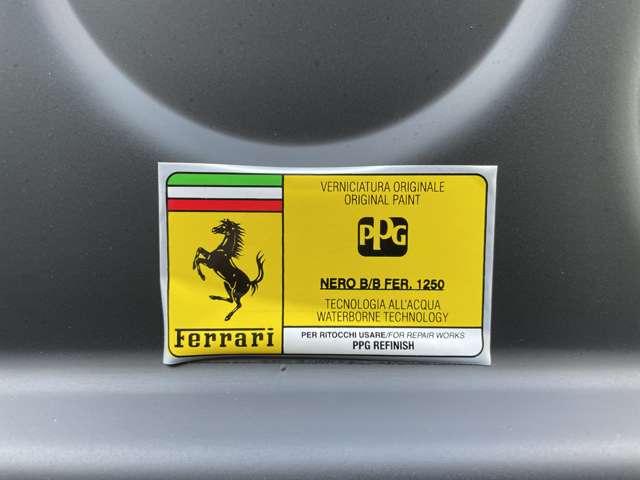 VERNICIATURA ORIGINALE
ORIGINAL PAINT
PPG
NERO B/B FER. 1250
TECNOLOGIA ALL'ACQUA
WATERBORNE TECHNOLOGY
Ferrari
PER RITOCCHI USARE/FOR REPAIR WORKS
PPG REFINISH